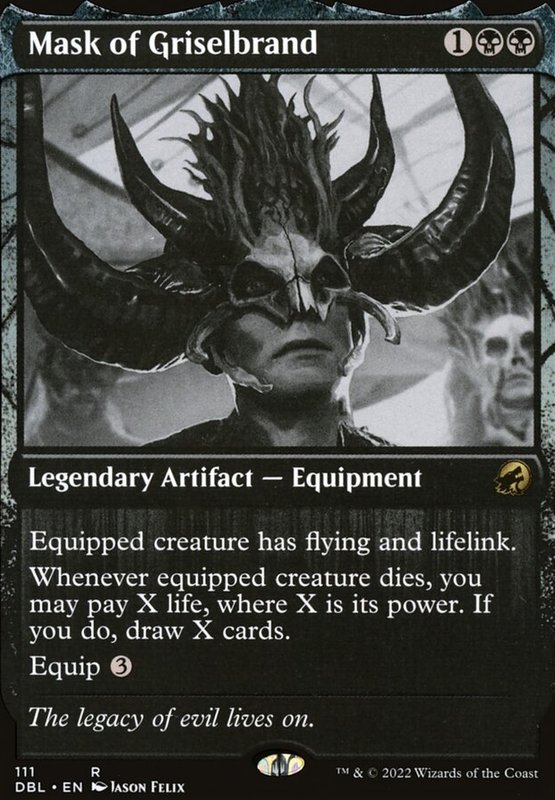 Mask of Griselbrand 1
Legendary Artifact — Equipment
Equipped creature has flying and lifelink.
Whenever equipped creature dies, you
may pay X life, where X is its power. If
you do, draw X cards.
Equip 3
The legacy of evil lives on.
111 R
DBL • EN Jason Felix
™ & © 2022 Wizards of the Coast